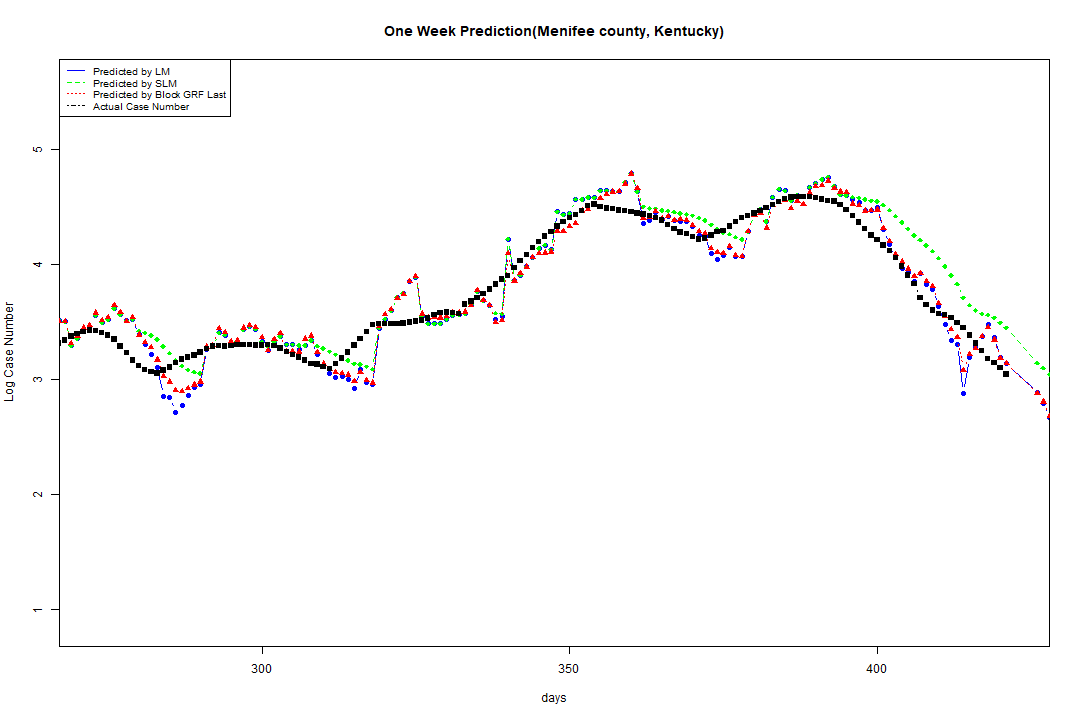 One Week Prediction(Menifee county, Kentucky)
Predicted by LM
Predicted by SLM
Predicted by Block GRF Last
Actual Case Number
5
4
3
2
1
Log Case Number
300 350 400
days